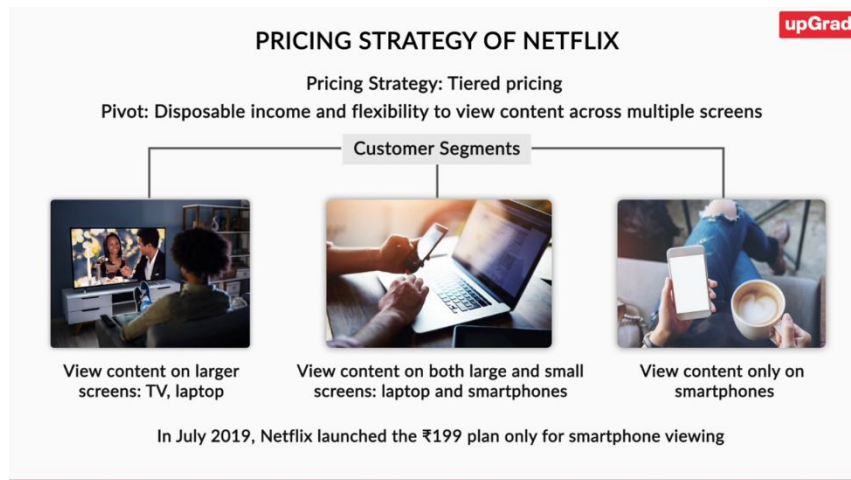 upGrad
PRICING STRATEGY OF NETFLIX
Pricing Strategy: Tiered pricing
Pivot: Disposable income and flexibility to view content across multiple screens
Customer Segments
View content on larger
screens: TV, laptop
View content on both large and small
screens: laptop and smartphones
View content only on
smartphones
In July 2019, Netflix launched the ₹199 plan only for smartphone viewing